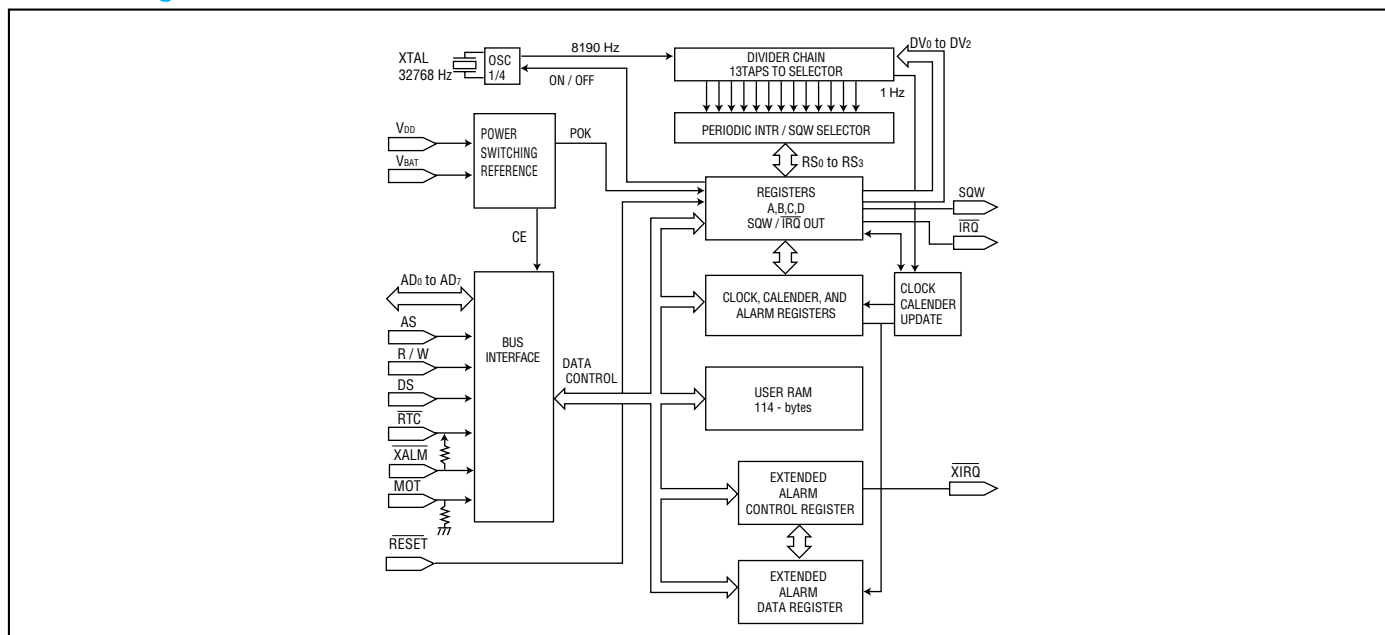 XTAL
32768 Hz
OSC
1/4
8190 Hz
ON / OFF
DIVIDER CHAIN
13TAPS TO SELECTOR
DV0 to DV2
1 Hz
PERIODIC INTR / SQW SELECTOR
RS0 to RS3
VDD
VBAT
POWER
SWITCHING
REFERENCE
POK
CE
REGISTERS
A,B,C,D
SQW / IRQ OUT
SQW
IRQ
AD0 to AD7
AS
R / W
DS
RTC
XALM
MOT
RESET
BUS
INTERFACE
DATA
CONTROL
CLOCK, CALENDER, AND
ALARM REGISTERS
CLOCK
CALENDER
UPDATE
USER RAM
114 - bytes
EXTENDED
ALARM
CONTROL REGISTER
XIRQ
EXTENDED
ALARM
DATA REGISTER